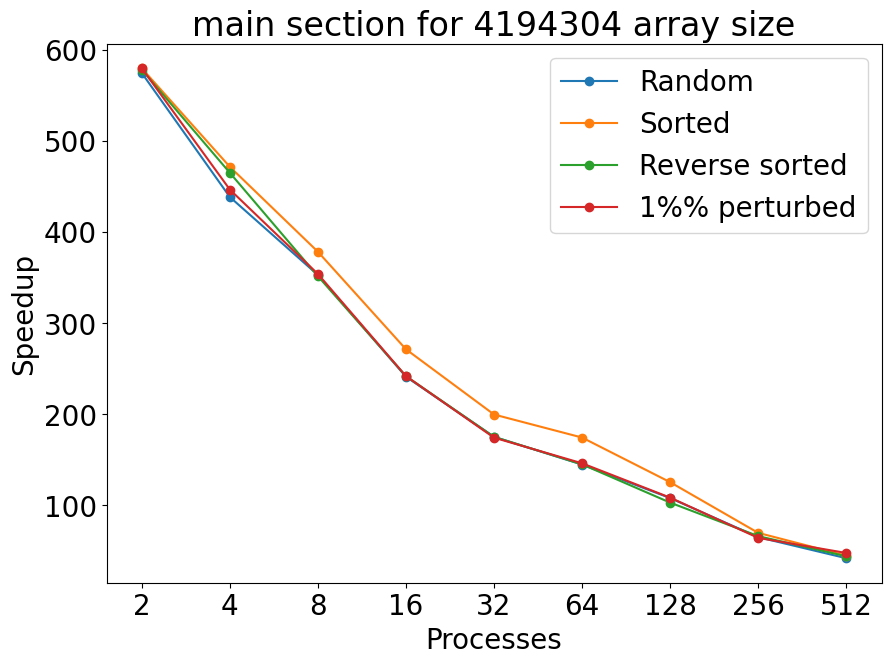 main section for 4194304 array size
Speedup
600
500
400
300
200
100
Random
Sorted
Reverse sorted
1%% perturbed
2 4 8 16 32 64 128 256 512
Processes